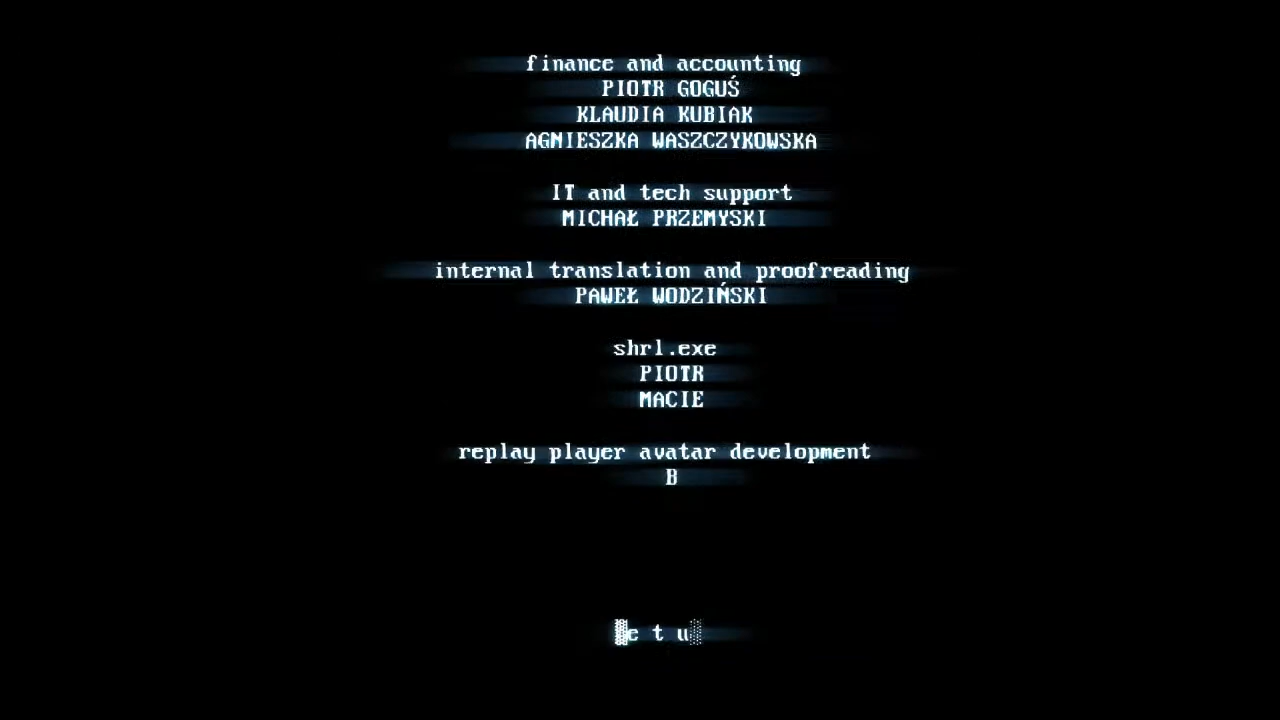 finance and accounting
PIOTR GOGUŚ
KLAUDIA KUBIAK
AGNIESZKA WASZCZYKOWSKA
IT and tech support
MICHAŁ PRZEMYSKI
internal translation and proofreading
PAWEŁ WODZIŃSKI
shrl.exe
PIOTR
MACIE
replay player avatar development
B